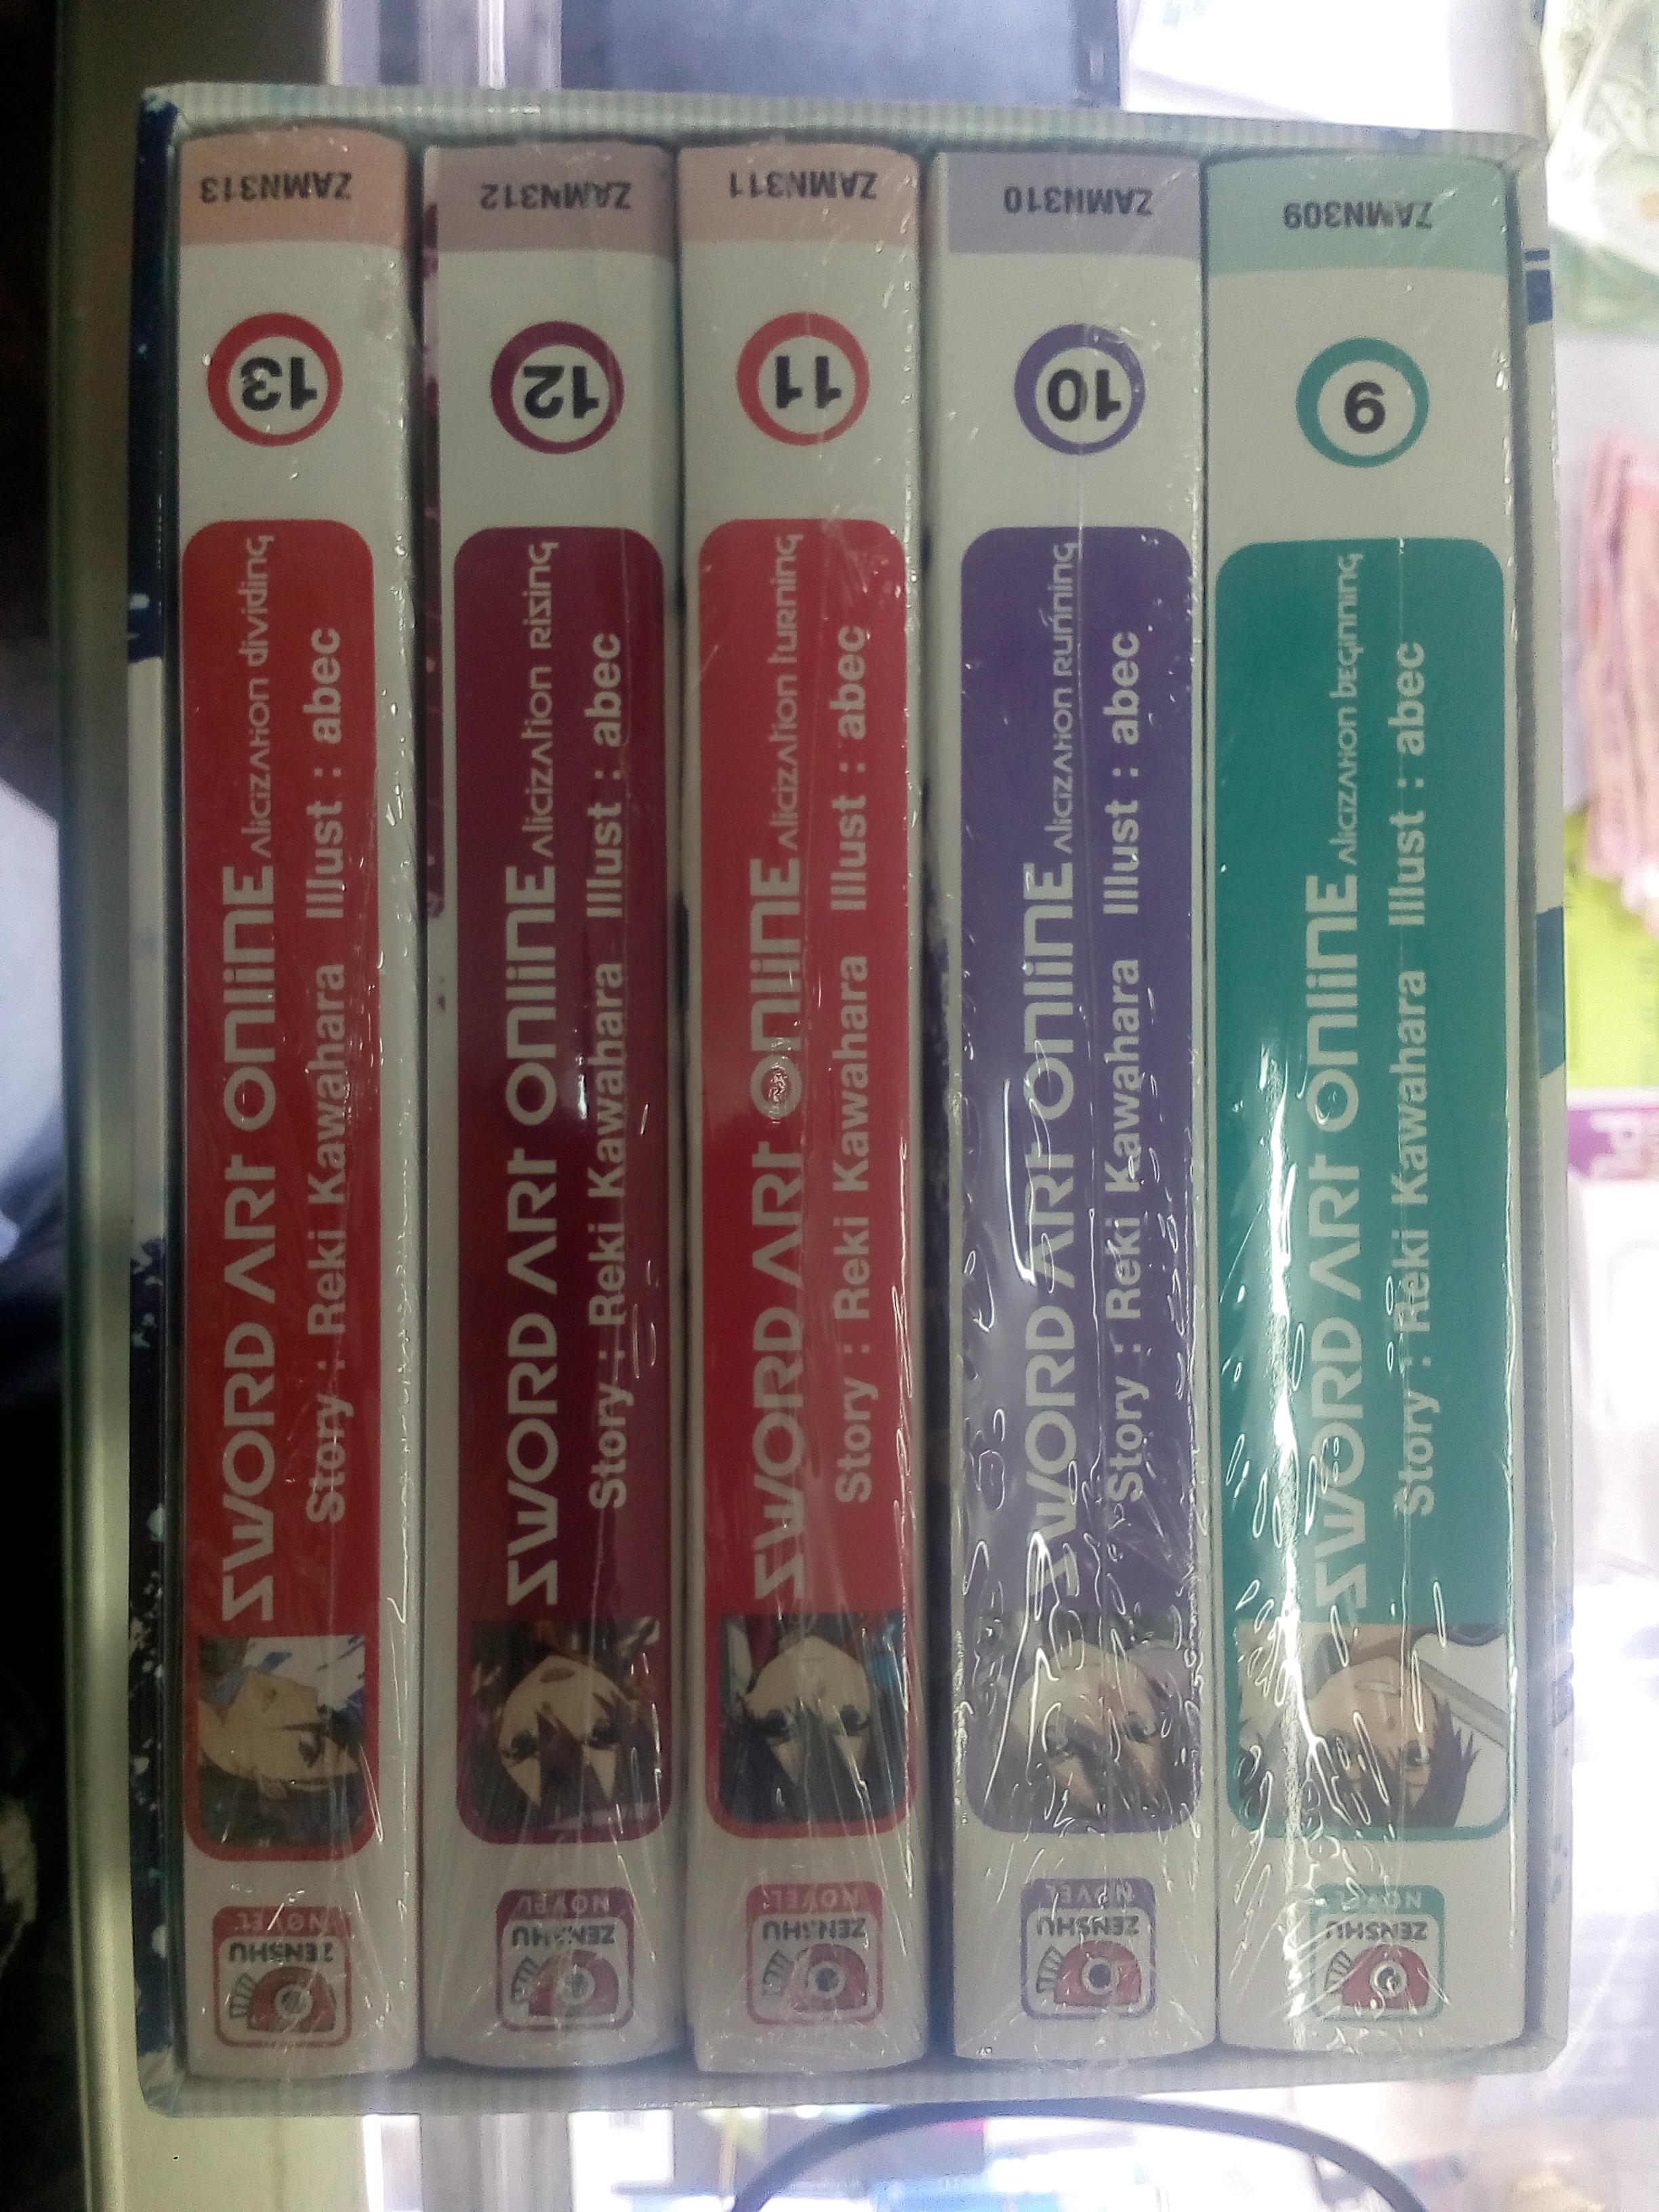 ZAMN313
13
SWORD ART ONLINE Alicization dividing
Story : Reki Kawahara Illust : abec
ZENSHU
NOVEL
ZAMN312
12
SWORD ART ONLINE Alicization rising
Story : Reki Kawahara Illust : abec
ZENSHU
NOVEL
ZAMN311
11
SWORD ART ONLINE Alicization turning
Story : Reki Kawahara Illust : abec
ZENSHU
NOVEL
ZAMN310
10
SWORD ART ONLINE Alicization running
Story : Reki Kawahara Illust : abec
ZENSHU
NOVEL
ZAMN309
9
SWORD ART ONLINE Alicization beginning
Story : Reki Kawahara Illust : abec
ZENSHU
NOVEL